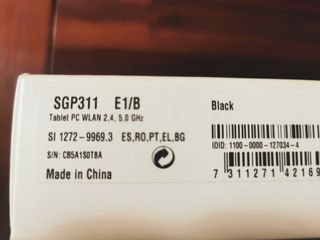 SGP311 E1/B
Tablet PC WLAN 2,4, 5,0 GHz
Black
SI 1272-9969.3 ES,RO,PT,EL,BG
S/N: CB5A1S0T8A
IDID: 1100-0000-127034-4
Made in China
7 311271 42169